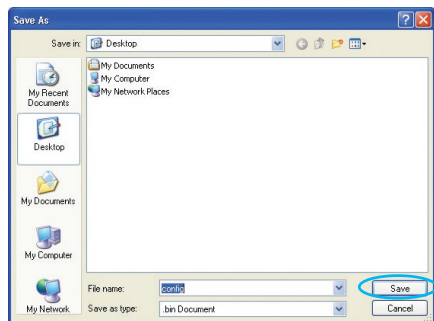 Save As
Save in: Desktop
My Recent
Documents
Desktop
My Documents
My Computer
My Network
My Documents
My Computer
My Network Places
File name: config Save
Save as type: .bin Document Cancel